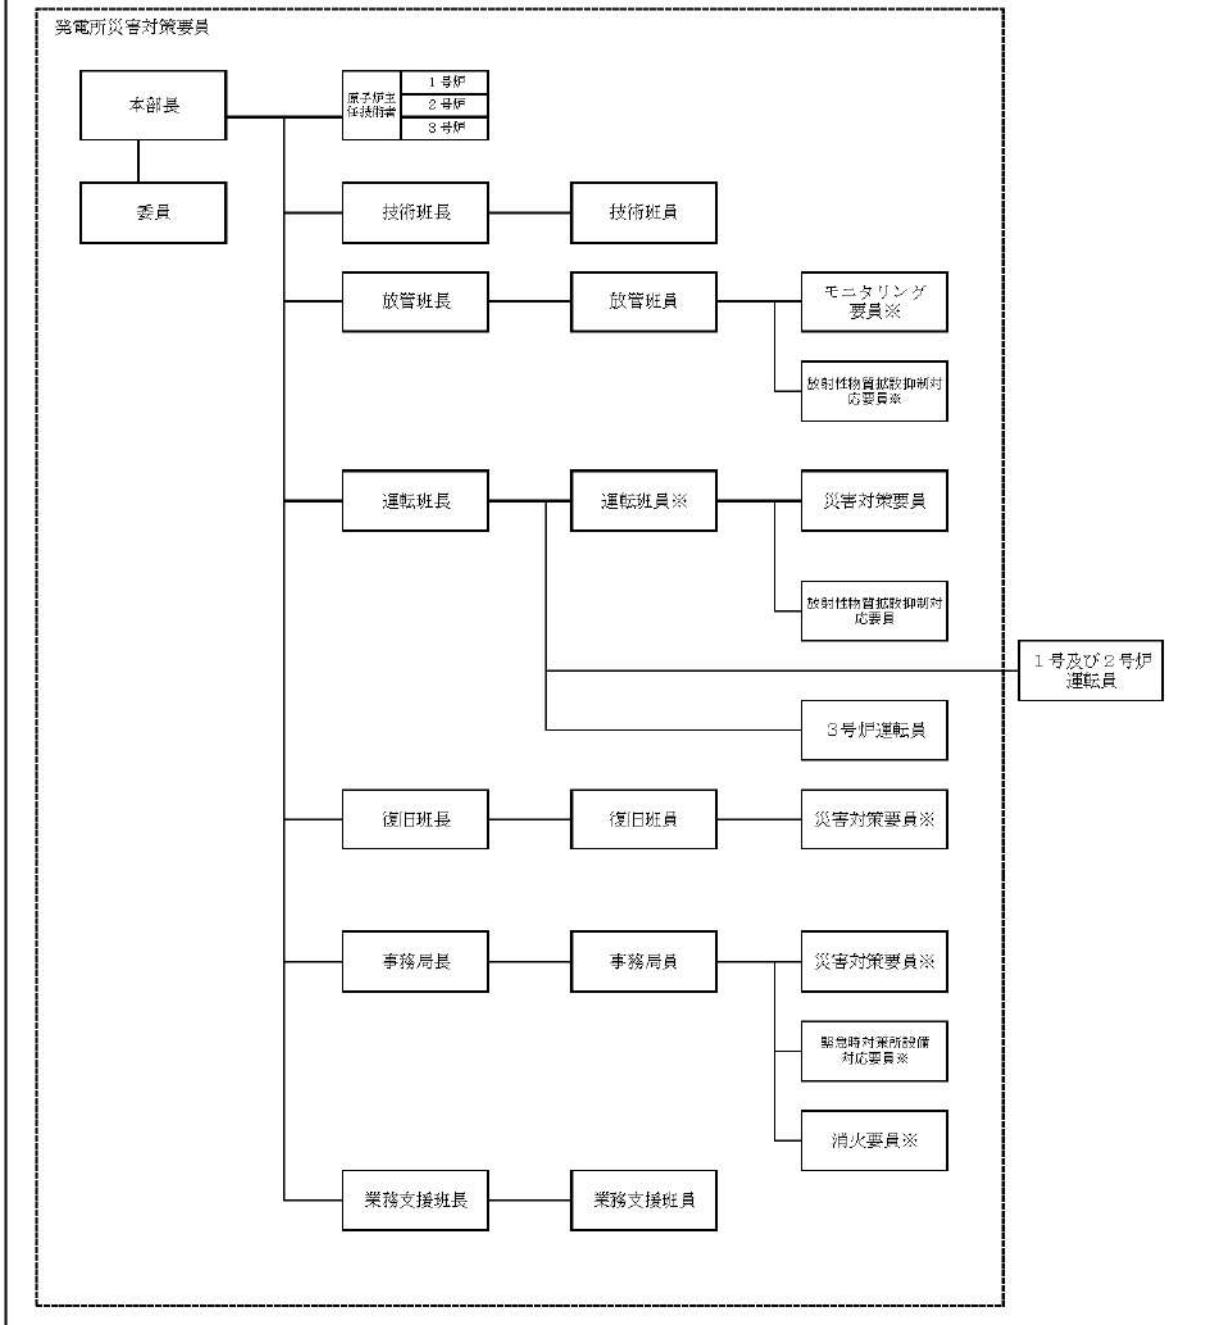 発電所災害対策要員
本部長
原子炉主
任技術者
１号炉
２号炉
３号炉
委員
技術班長
技術班員
放管班長
放管班員
モニタリング
要員※
放射性物質拡散抑制対
応要員※
運転班長
運転班員※
災害対策要員
放射性物質拡散抑制対
応要員
１号及び２号炉
運転員
３号炉運転員
復旧班長
復旧班員
災害対策要員※
事務局長
事務局員
災害対策要員※
緊急時対策所設備
対応要員※
消火要員※
業務支援班長
業務支援班員